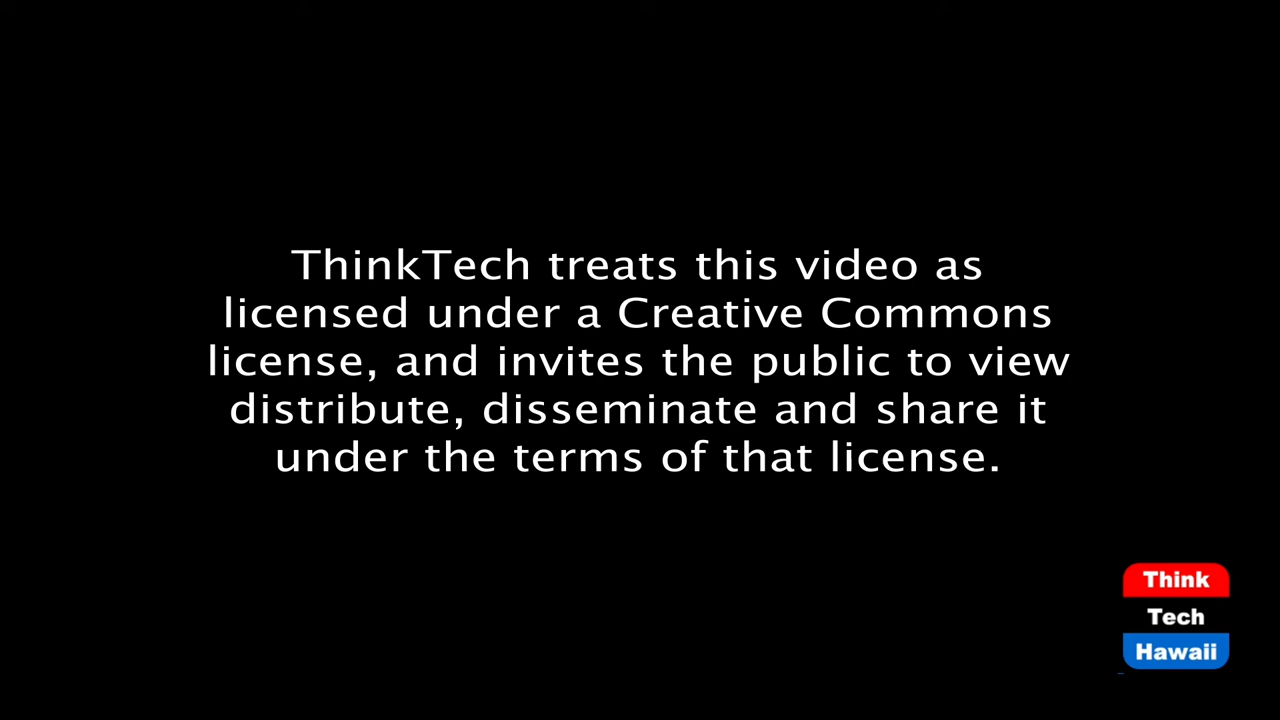 ThinkTech treats this video as
licensed under a Creative Commons
license, and invites the public to view
distribute, disseminate and share it
under the terms of that license.
Think
Tech
Hawaii